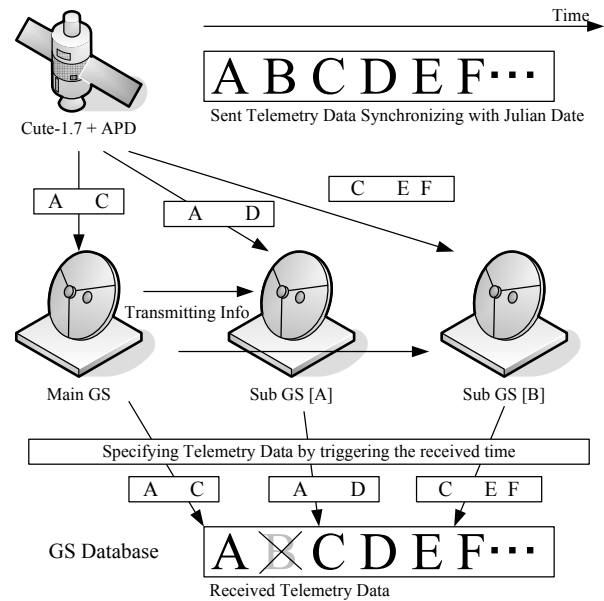 Time
A B C D E F···
Sent Telemetry Data Synchronizing with Julian Date
Cute-1.7 + APD
A C
A D
C E F
Transmitting Info
Main GS
Sub GS [A]
Sub GS [B]
Specifying Telemetry Data by triggering the received time
A C
A D
C E F
GS Database
A B C D E F···
Received Telemetry Data